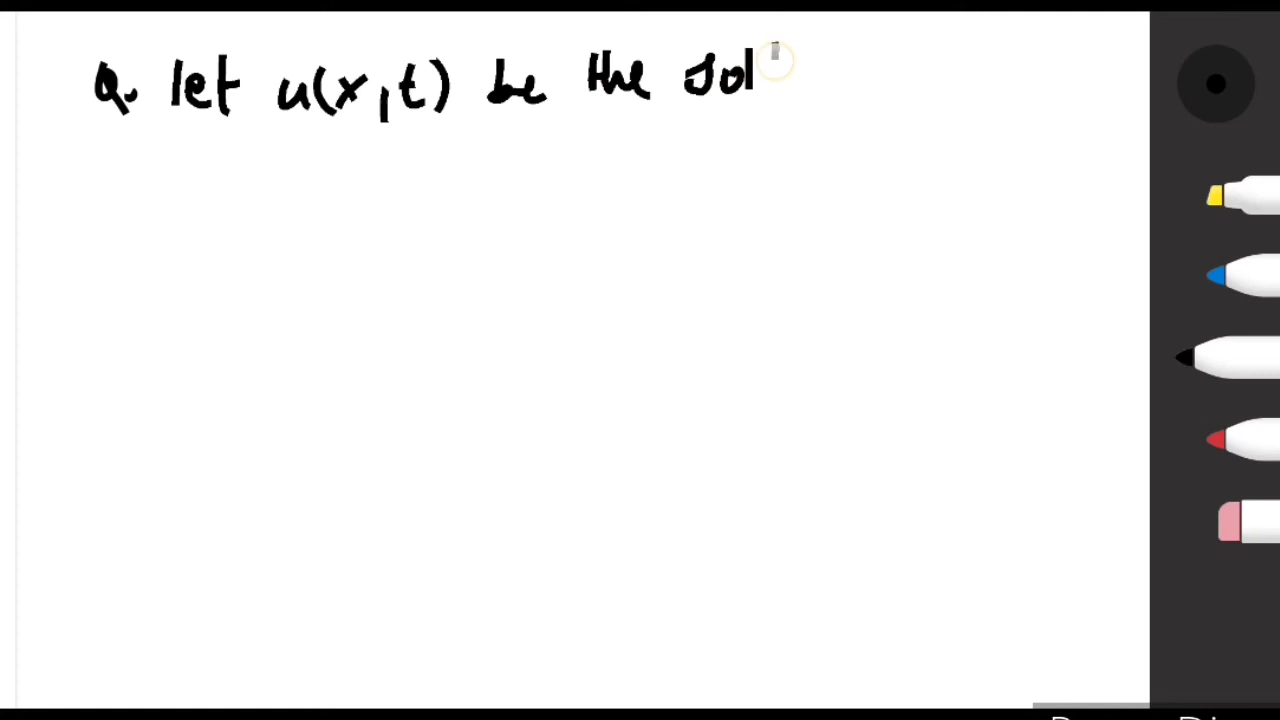 Q. let u(x,t) be the sol